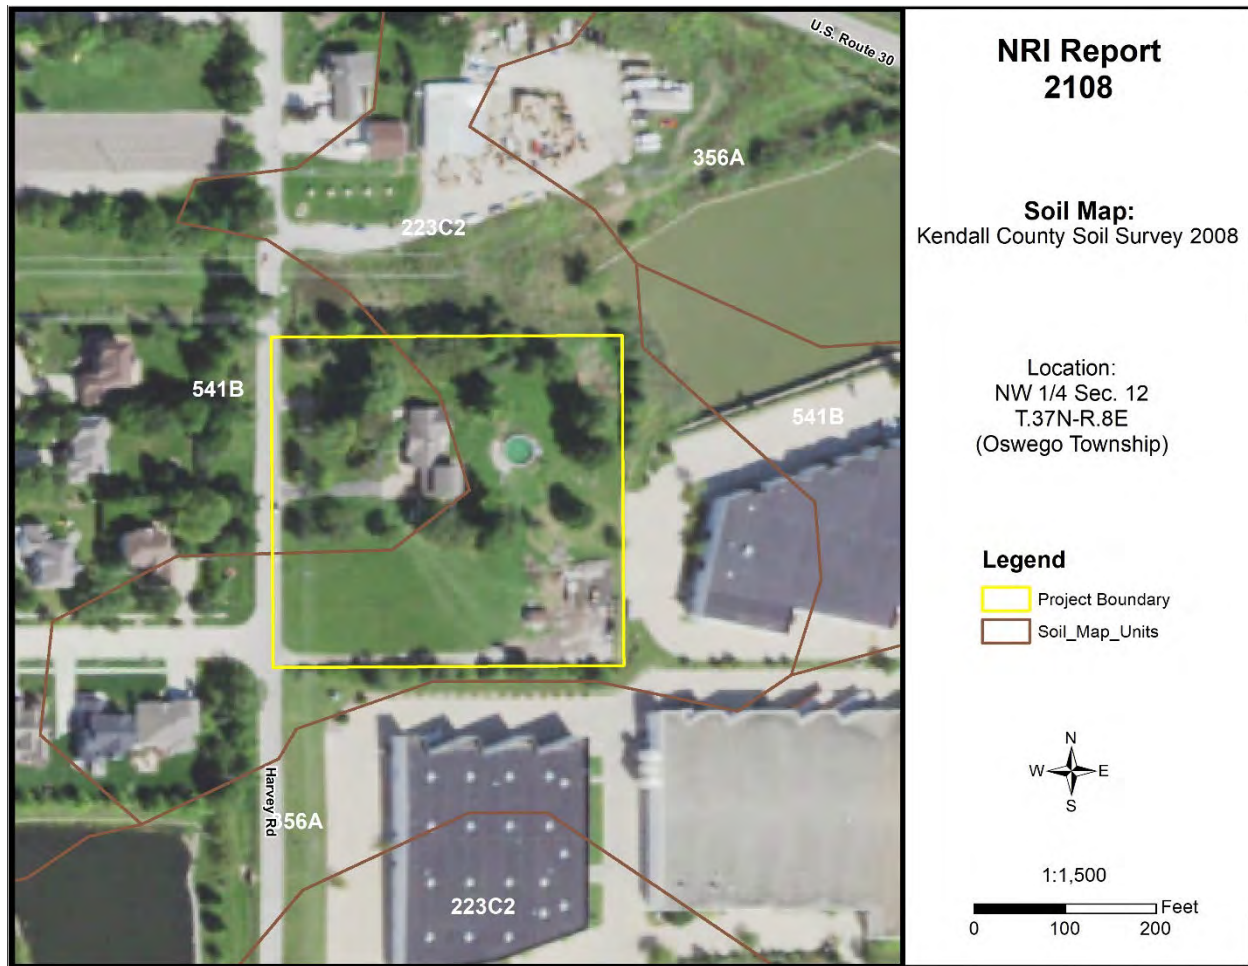 U.S. Route 30
356A
223C2
541B
541B
Harvey Rd
356A
223C2
NRI Report
2108
Soil Map:
Kendall County Soil Survey 2008
Location:
NW 1/4 Sec. 12
T.37N-R.8E
(Oswego Township)
Legend
Project Boundary
Soil_Map_Units
N
W E
S
1:1,500
Feet
0 100 200